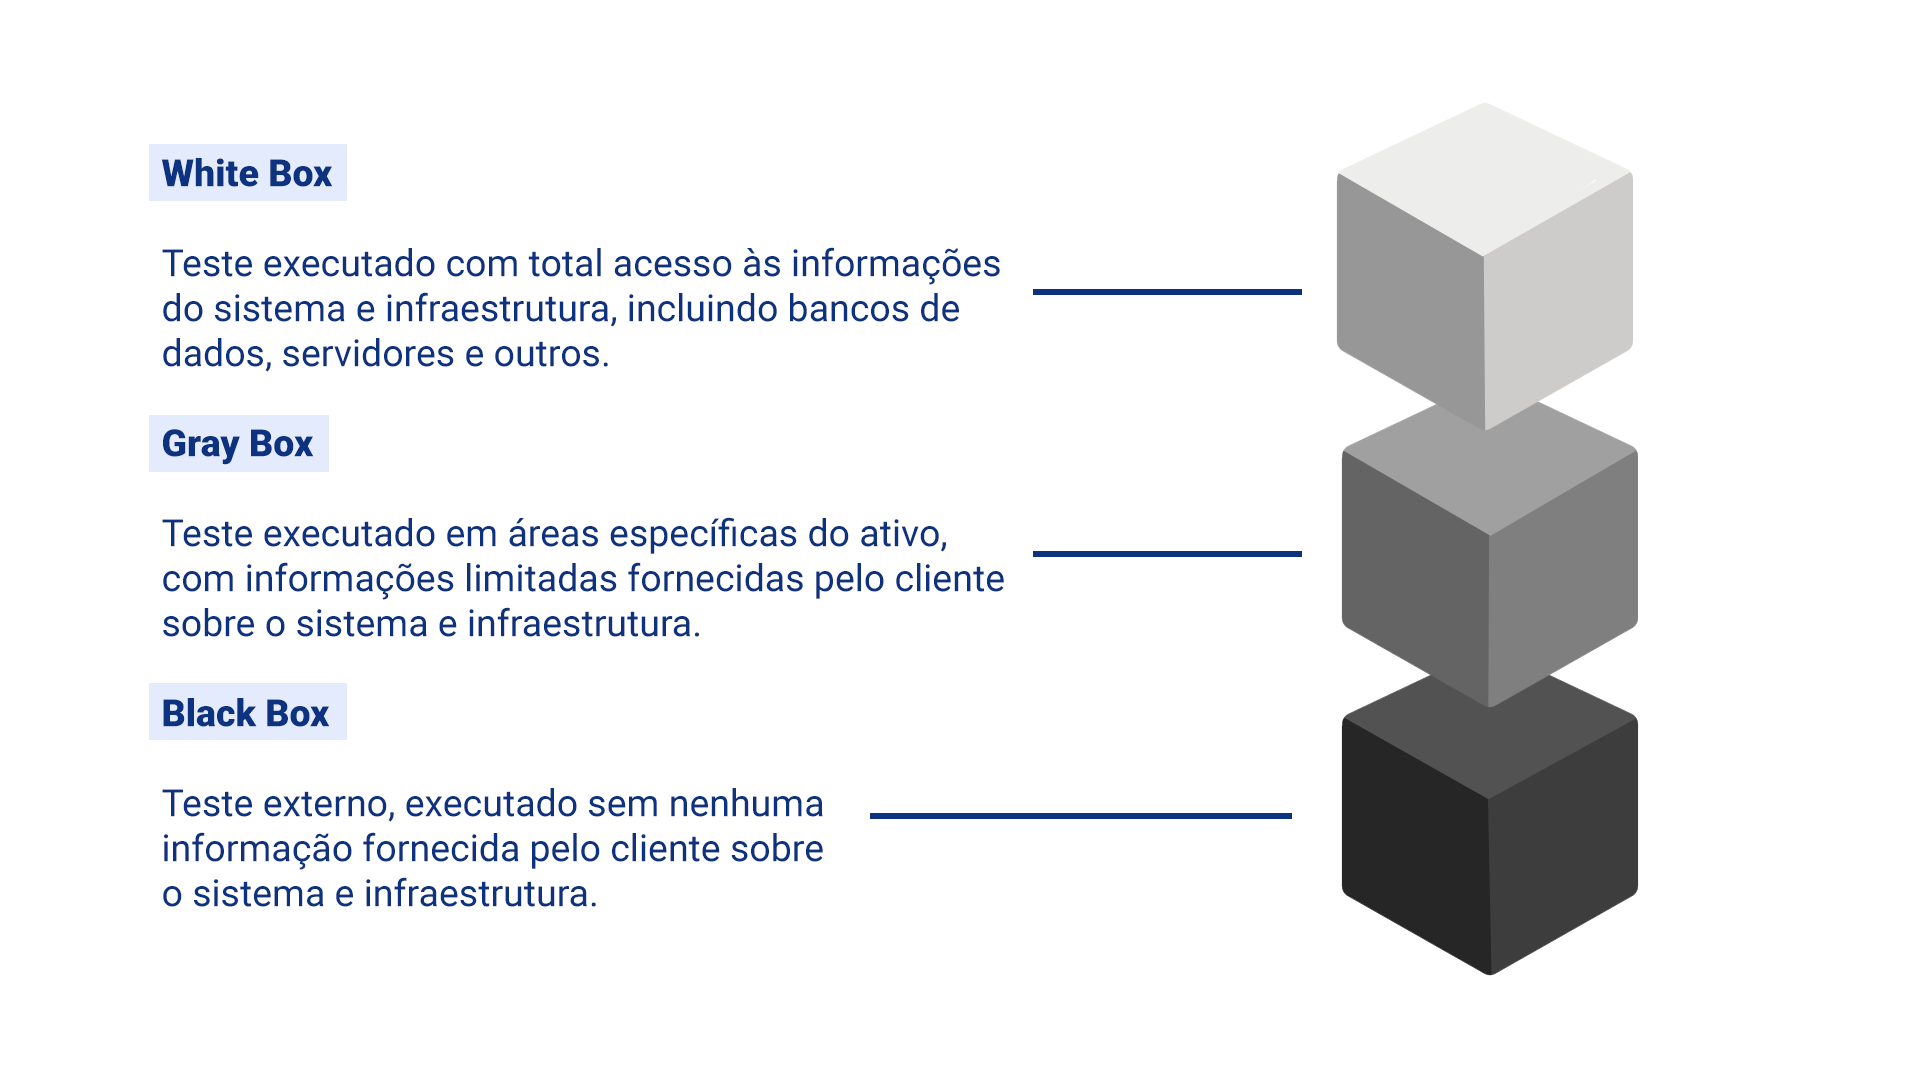 White Box
Teste executado com total acesso às informações
do sistema e infraestrutura, incluindo bancos de
dados, servidores e outros.
Gray Box
Teste executado em áreas específicas do ativo,
com informações limitadas fornecidas pelo cliente
sobre o sistema e infraestrutura.
Black Box
Teste externo, executado sem nenhuma
informação fornecida pelo cliente sobre
o sistema e infraestrutura.